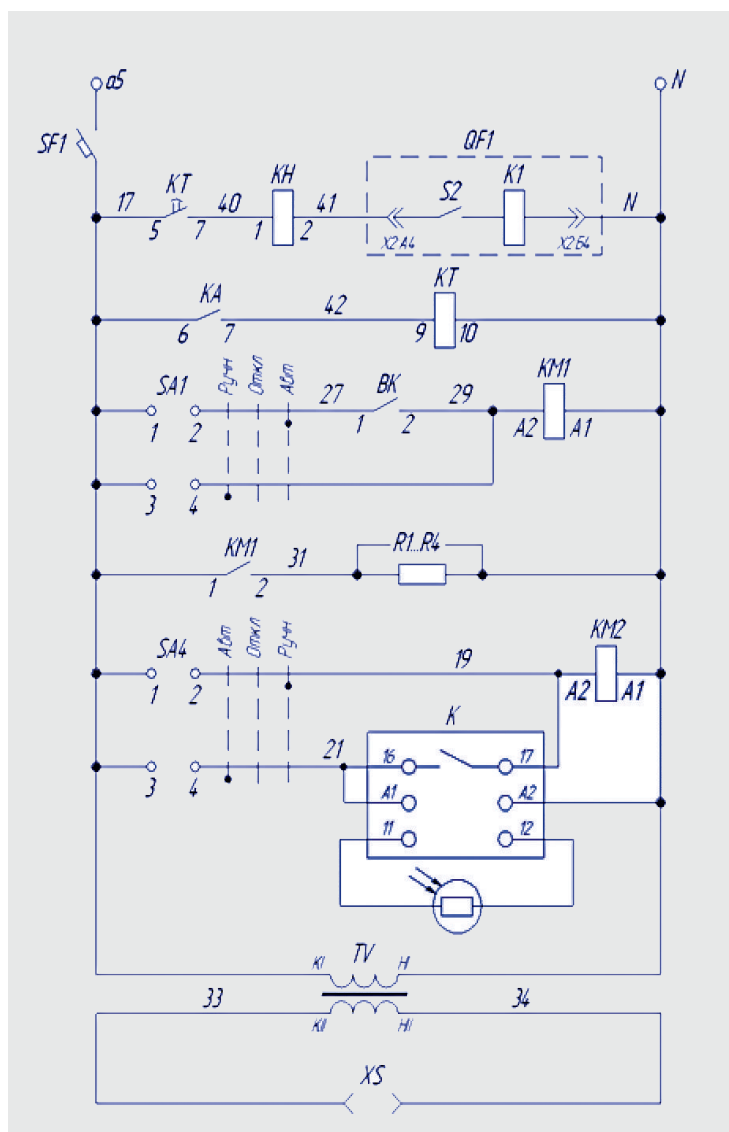 а5 N
SF1
QF1
17 KT 40 KH 41 S2 K1 N
5 7 1 2 X2:A4 X2:Б4
KA 42 KT
6 7 9 10
SA1 Ручн Откл Авт 27 BK 29 KM1
1 2 1 2 A2 A1
3 4
KM1 31 R1...R4
1 2
SA4 Авт Откл Ручн 19 KM2
1 2 A2 A1
K
21 16 17
3 4 A1 A2
11 12
KI TV HI
33 34
KII HII
XS